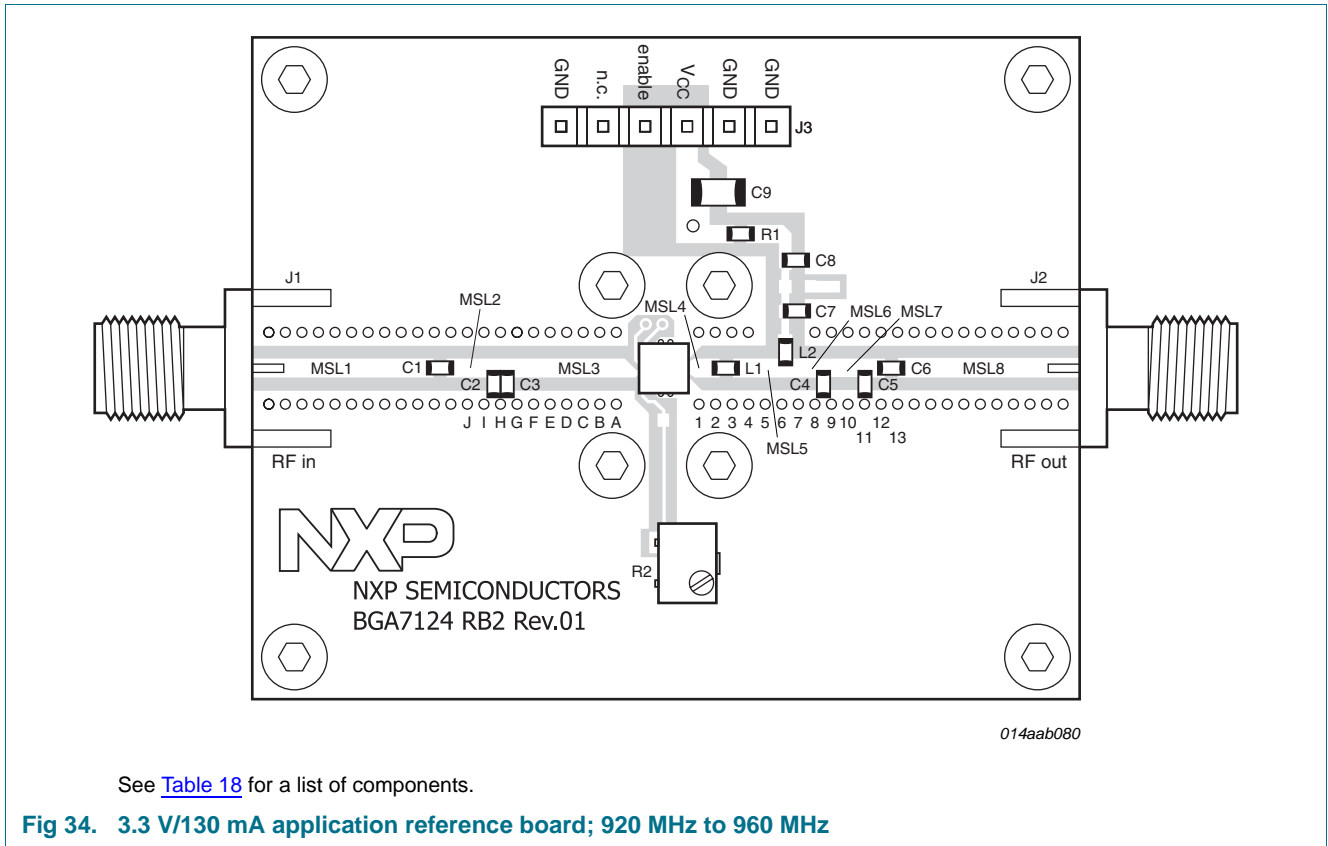 GND n.c. enable VCC GND GND
J3
C9
R1
C8
J1 J2
MSL2 MSL4 C7 MSL6 MSL7
L2
MSL1 C1 MSL3 L1 C6 MSL8
C2 C3 C4 C5
J I H G F E D C B A 1 2 3 4 5 6 7 8 9 10 12
11 13
MSL5
RF in RF out
NXP
R2
NXP SEMICONDUCTORS
BGA7124 RB2 Rev.01
014aab080
See Table 18 for a list of components.
Fig 34. 3.3 V/130 mA application reference board; 920 MHz to 960 MHz